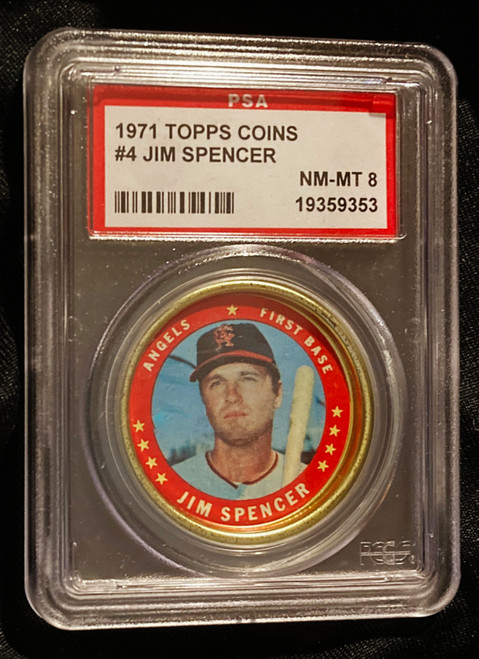 PSA
1971 TOPPS COINS
#4 JIM SPENCER
NM-MT 8
19359353
ANGELS ★ FIRST BASE
JIM SPENCER